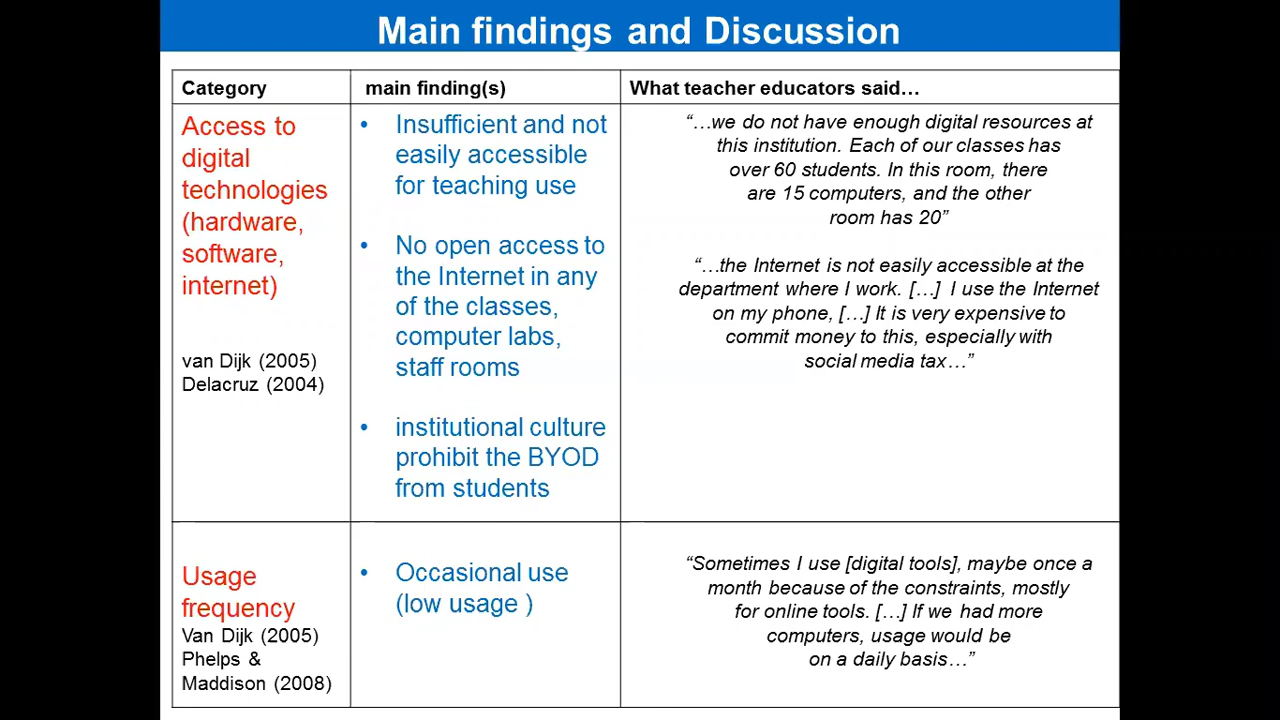 Main findings and Discussion
Category
main finding(s)
What teacher educators said…
Access to
digital
technologies
(hardware,
software,
internet)
van Dijk (2005)
Delacruz (2004)
• Insufficient and not
easily accessible
for teaching use
• No open access to
the Internet in any
of the classes,
computer labs,
staff rooms
• institutional culture
prohibit the BYOD
from students
“…we do not have enough digital resources at
this institution. Each of our classes has
over 60 students. In this room, there
are 15 computers, and the other
room has 20”
“…the Internet is not easily accessible at the
department where I work. […] I use the Internet
on my phone, […] It is very expensive to
commit money to this, especially with
social media tax…”
Usage
frequency
Van Dijk (2005)
Phelps &
Maddison (2008)
• Occasional use
(low usage )
“Sometimes I use [digital tools], maybe once a
month because of the constraints, mostly
for online tools. […] If we had more
computers, usage would be
on a daily basis…”